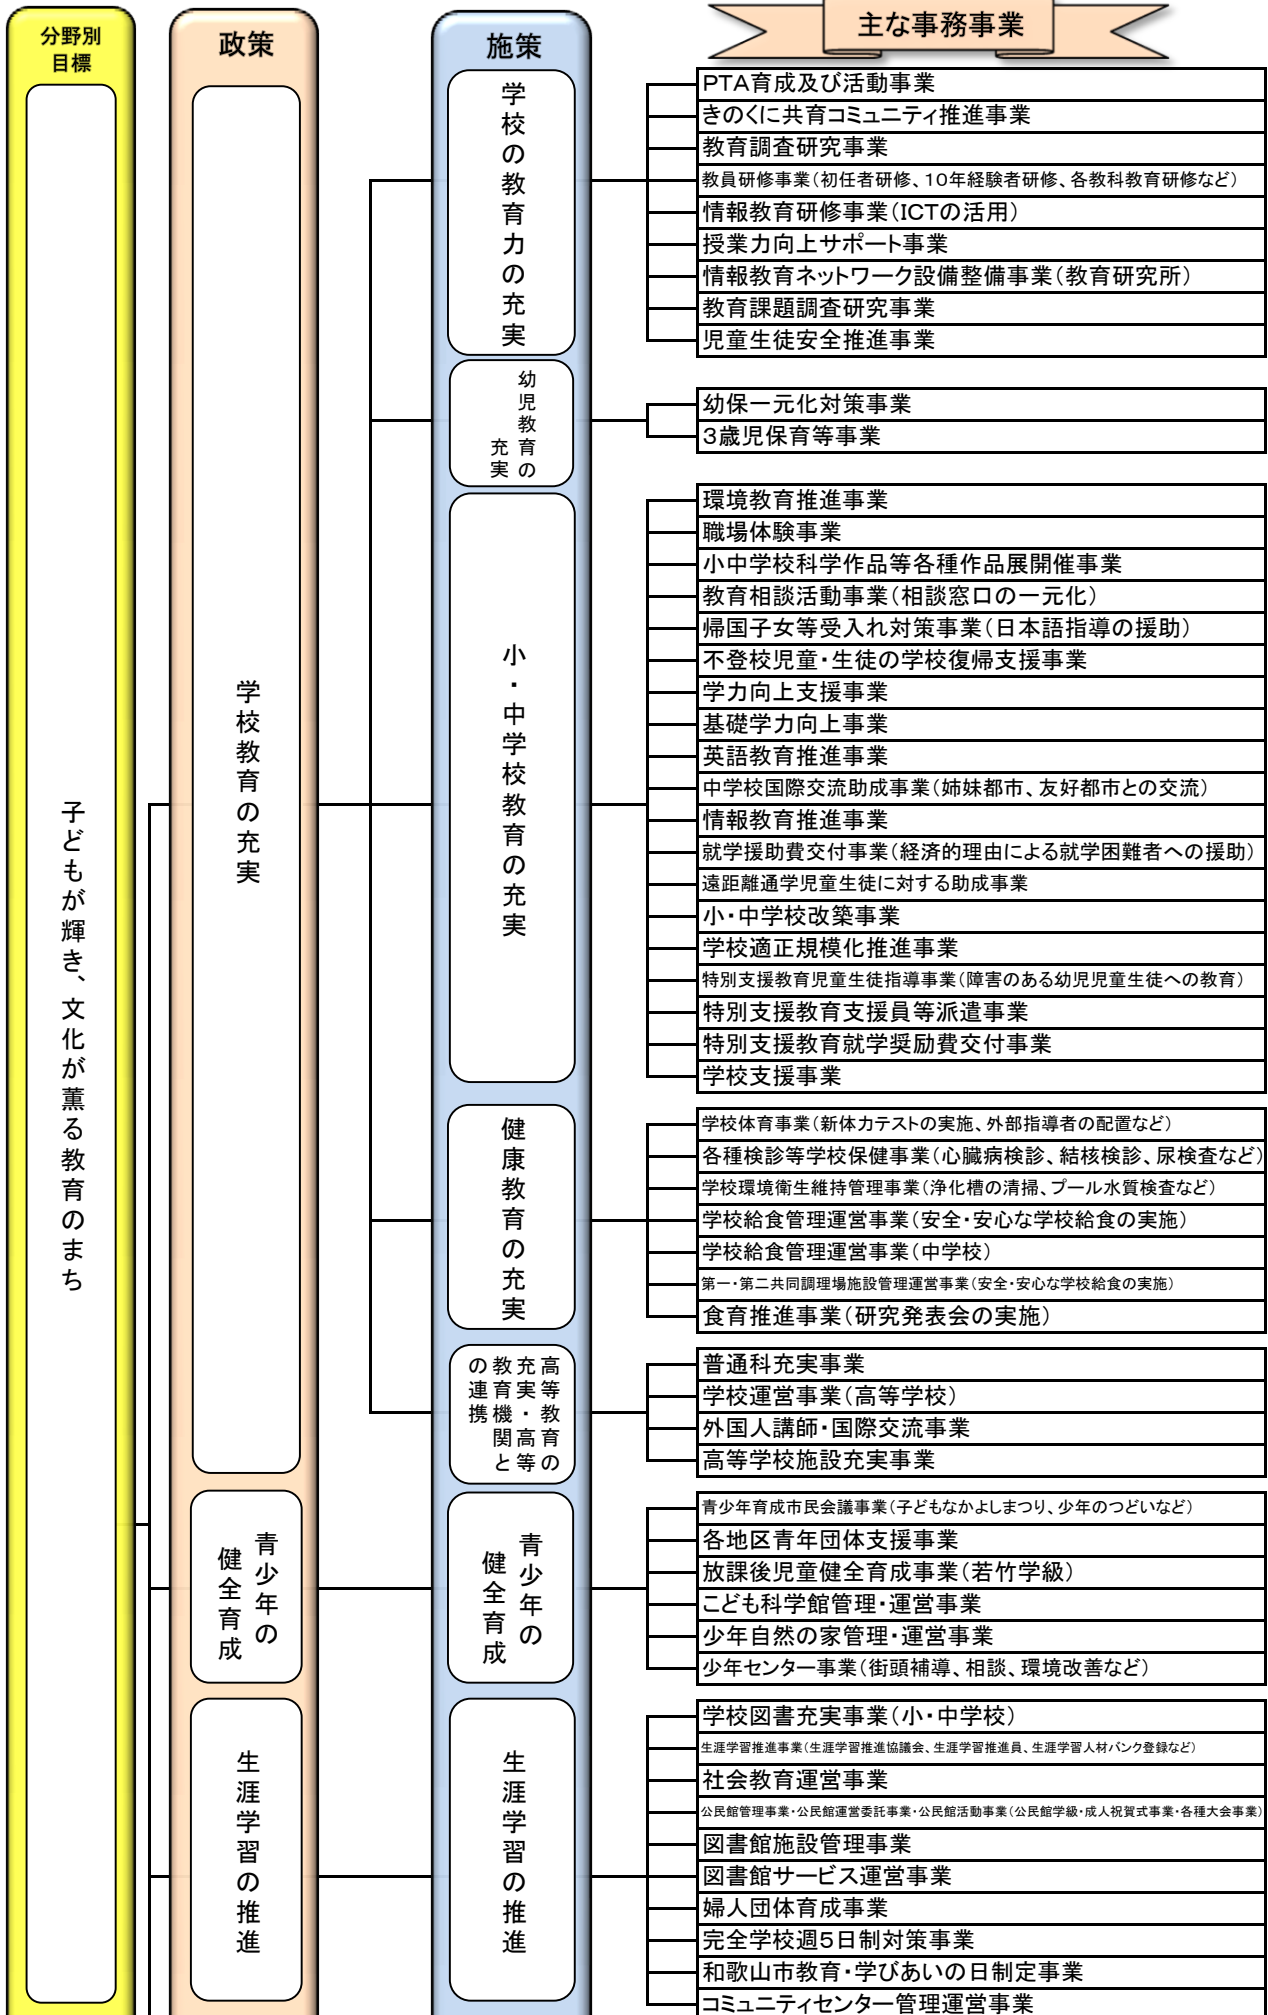 分野別
目標
政策
施策
主な事務事業
子どもが輝き、文化が薫る教育のまち
学校教育の充実
学校の教育力の充実
PTA育成及び活動事業
きのくに共育コミュニティ推進事業
教育調査研究事業
教員研修事業(初任者研修、10年経験者研修、各教科教育研修など)
情報教育研修事業(ICTの活用)
授業力向上サポート事業
情報教育ネットワーク設備整備事業(教育研究所)
教育課題調査研究事業
児童生徒安全推進事業
幼児教育の
充実
幼保一元化対策事業
3歳児保育等事業
小・中学校教育の充実
環境教育推進事業
職場体験事業
小中学校科学作品等各種作品展開催事業
教育相談活動事業(相談窓口の一元化)
帰国子女等受入れ対策事業(日本語指導の援助)
不登校児童・生徒の学校復帰支援事業
学力向上支援事業
基礎学力向上事業
英語教育推進事業
中学校国際交流助成事業(姉妹都市、友好都市との交流)
情報教育推進事業
就学援助費交付事業(経済的理由による就学困難者への援助)
遠距離通学児童生徒に対する助成事業
小・中学校改築事業
学校適正規模化推進事業
特別支援教育児童生徒指導事業(障害のある幼児児童生徒への教育)
特別支援教育支援員等派遣事業
特別支援教育就学奨励費交付事業
学校支援事業
健康教育の充実
学校体育事業(新体力テストの実施、外部指導者の配置など)
各種検診等学校保健事業(心臓病検診、結核検診、尿検査など)
学校環境衛生維持管理事業(浄化槽の清掃、プール水質検査など)
学校給食管理運営事業(安全・安心な学校給食の実施)
学校給食管理運営事業(中学校)
第一・第二共同調理場施設管理運営事業(安全・安心な学校給食の実施)
食育推進事業(研究発表会の実施)
高等教育の
充実・高等
教育機関と
の連携
普通科充実事業
学校運営事業(高等学校)
外国人講師・国際交流事業
高等学校施設充実事業
青少年の
健全育成
青少年の
健全育成
青少年育成市民会議事業(子どもなかよしまつり、少年のつどいなど)
各地区青年団体支援事業
放課後児童健全育成事業(若竹学級)
こども科学館管理・運営事業
少年自然の家管理・運営事業
少年センター事業(街頭補導、相談、環境改善など)
生涯学習の推進
生涯学習の推進
学校図書充実事業(小・中学校)
生涯学習推進事業(生涯学習推進協議会、生涯学習推進員、生涯学習人材バンク登録など)
社会教育運営事業
公民館管理事業・公民館運営委託事業・公民館活動事業(公民館学級・成人祝賀式事業・各種大会事業)
図書館施設管理事業
図書館サービス運営事業
婦人団体育成事業
完全学校週5日制対策事業
和歌山市教育・学びあいの日制定事業
コミュニティセンター管理運営事業